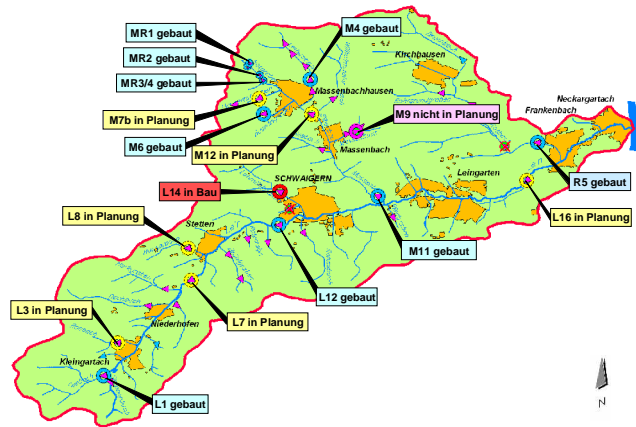 MR1 gebaut
M4 gebaut
MR2 gebaut
Kirchhausen
MR3/4 gebaut
Massenbachhausen
Neckargartach
M7b in Planung
M9 nicht in Planung
Frankenbach
M6 gebaut
M12 in Planung
Massenbach
SCHWAIGERN
Leingarten
R5 gebaut
L14 in Bau
L8 in Planung
Stetten
L16 in Planung
M11 gebaut
L12 gebaut
L3 in Planung
Niederhofen
L7 in Planung
Kleingartach
L1 gebaut
N